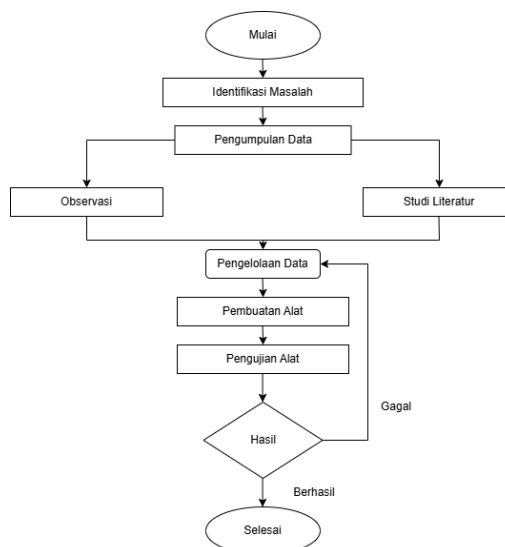 Mulai
Identifikasi Masalah
Pengumpulan Data
Observasi
Studi Literatur
Pengelolaan Data
Pembuatan Alat
Pengujian Alat
Gagal
Hasil
Berhasil
Selesai